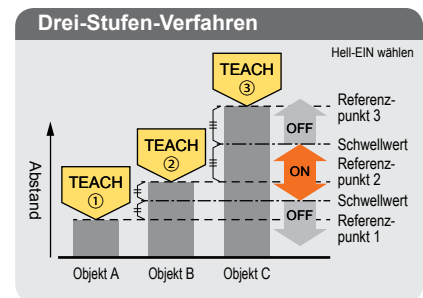 Drei-Stufen-Verfahren
Hell-EIN wählen
TEACH
③
TEACH
②
TEACH
①
Abstand
OFF
ON
OFF
Referenz-
punkt 3
Schwellwert
Referenz-
punkt 2
Schwellwert
Referenz-
punkt 1
Objekt A
Objekt B
Objekt C